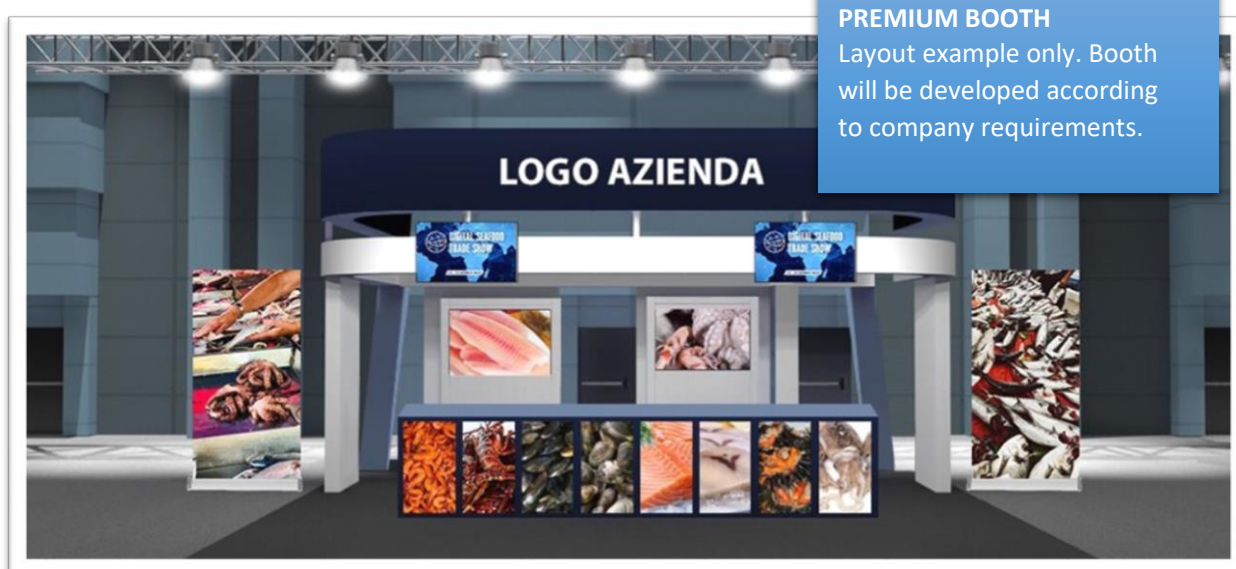 PREMIUM BOOTH
Layout example only. Booth
will be developed according
to company requirements.
LOGO AZIENDA
DIGITAL SEAFOOD
TRADE SHOW
DIGITAL SEAFOOD
TRADE SHOW